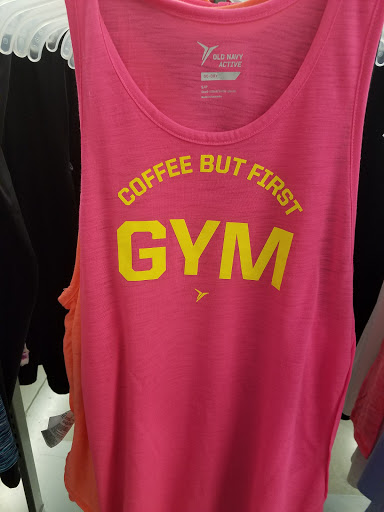 OLD NAVY
ACTIVE
COFFEE BUT FIRST
GYM